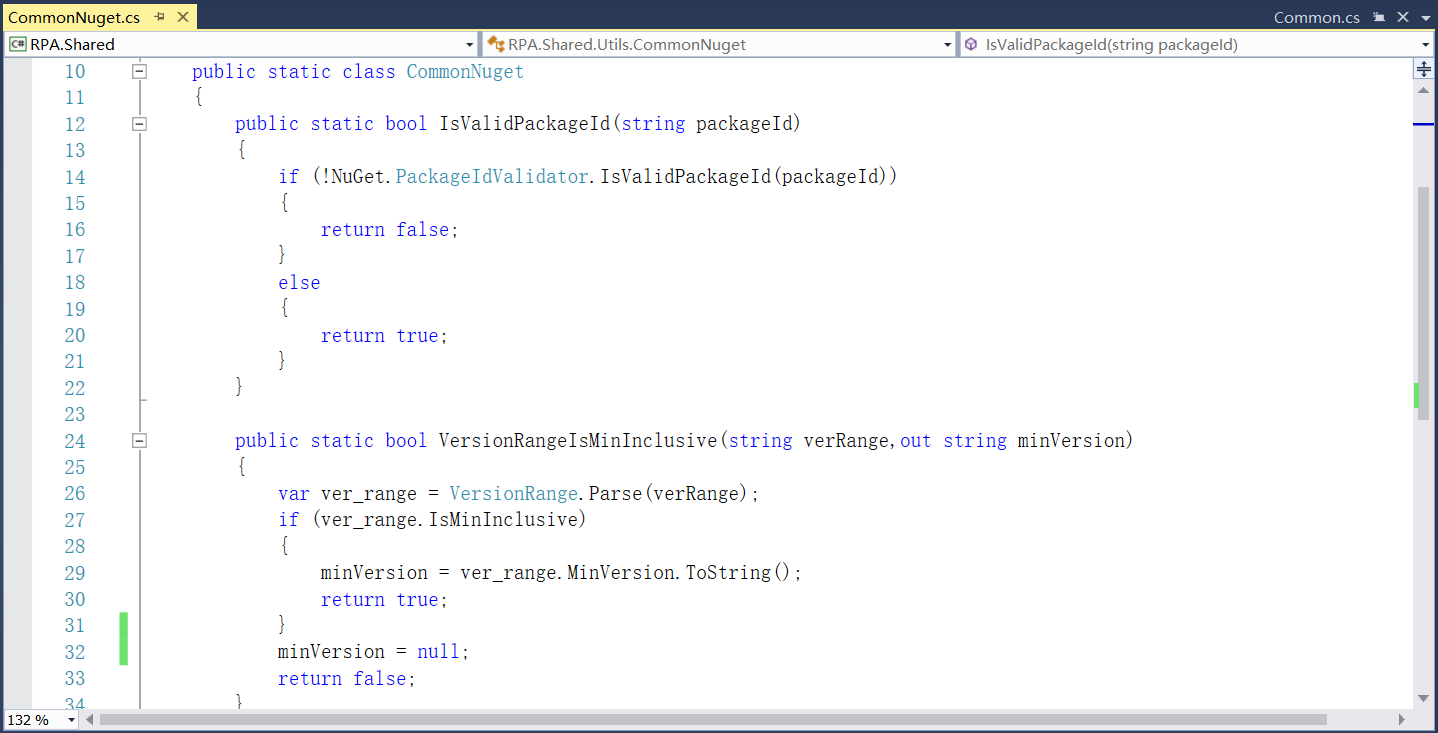 CommonNuget.cs Common.cs
C# RPA.Shared RPA.Shared.Utils.CommonNuget IsValidPackageId(string packageId)
10 public static class CommonNuget
11 {
12 public static bool IsValidPackageId(string packageId)
13 {
14 if (!NuGet.PackageIdValidator.IsValidPackageId(packageId))
15 {
16 return false;
17 }
18 else
19 {
20 return true;
21 }
22 }
23
24 public static bool VersionRangeIsMinInclusive(string verRange,out string minVersion)
25 {
26 var ver_range = VersionRange.Parse(verRange);
27 if (ver_range.IsMinInclusive)
28 {
29 minVersion = ver_range.MinVersion.ToString();
30 return true;
31 }
32 minVersion = null;
33 return false;
34 }
132 %